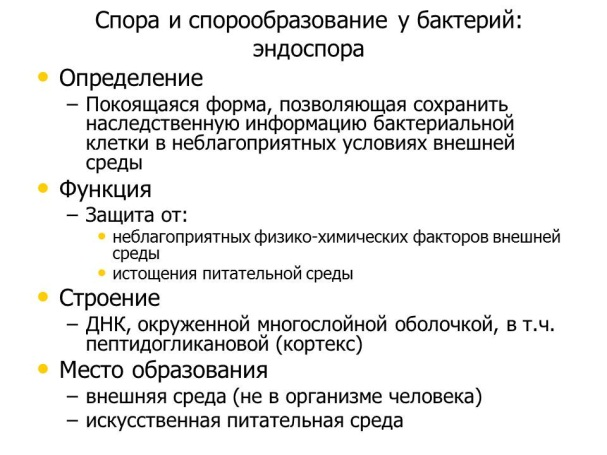 Спора и спорообразование у бактерий:
эндоспора
• Определение
– Покоящаяся форма, позволяющая сохранить
наследственную информацию бактериальной
клетки в неблагоприятных условиях внешней
среды
• Функция
– Защита от:
• неблагоприятных физико-химических факторов внешней
среды
• истощения питательной среды
• Строение
– ДНК, окруженной многослойной оболочкой, в т.ч.
пептидогликановой (кортекс)
• Место образования
– внешняя среда (не в организме человека)
– искусственная питательная среда